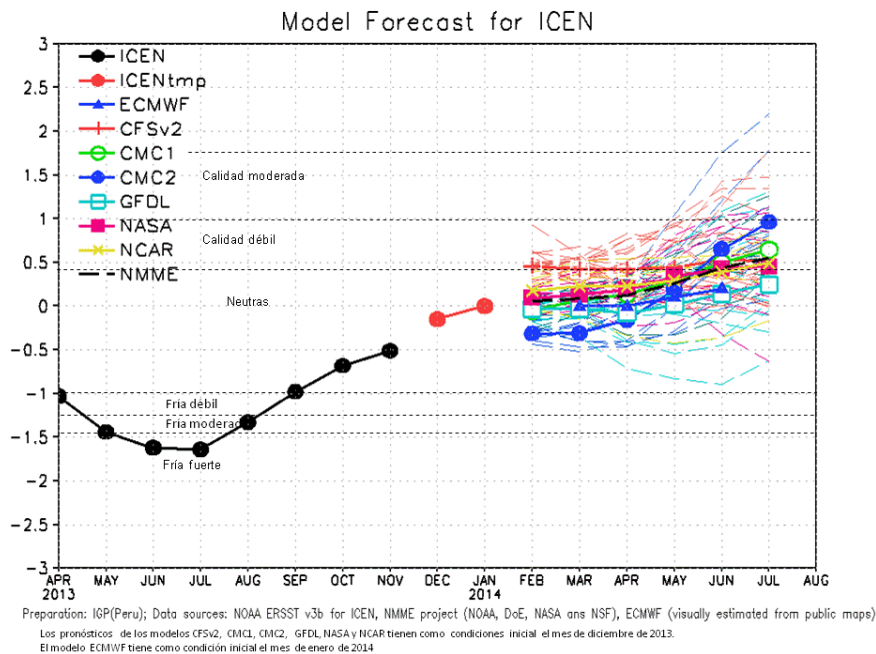 Model Forecast for ICEN
3
2.5
2
1.5
1
0.5
0
-0.5
-1
-1.5
-2
-2.5
-3
ICEN
ICENtmp
ECMWF
CFSv2
CMC1
CMC2
GFDL
NASA
NCAR
NMME
Calidad moderada
Calidad débil
Neutras
Fría débil
Fría moderad
Fría fuerte
APR MAY JUN JUL AUG SEP OCT NOV DEC JAN FEB MAR APR MAY JUN JUL AUG
2013 2014
Preparation: IGP(Peru); Data sources: NOAA ERSST v3b for ICEN, NMME project (NOAA, DoE, NASA ans NSF), ECMWF (visually estimated from public maps)
Los pronósticos de los modelos CFSv2, CMC1, CMC2, GFDL, NASA y NCAR tienen como condiciones inicial el mes de diciembre de 2013.
El modelo ECMWF tiene como condición inicial el mes de enero de 2014